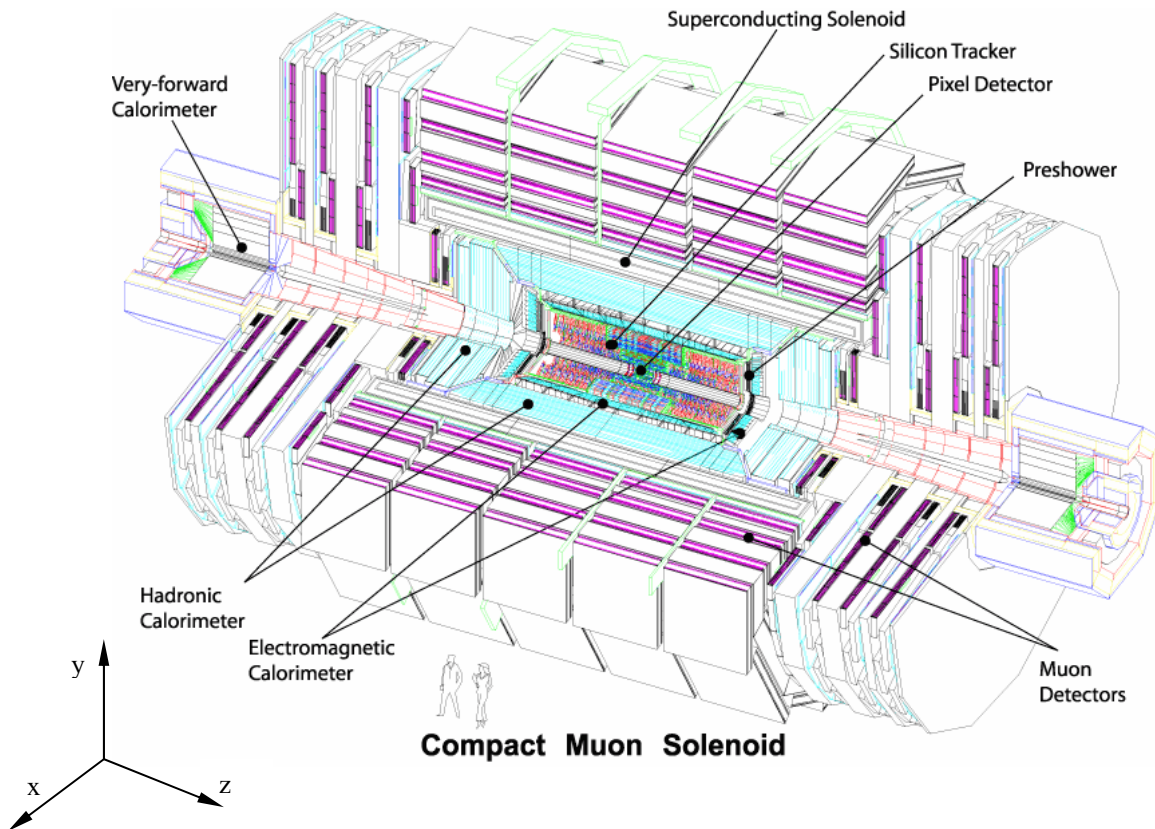 Superconducting Solenoid
Silicon Tracker
Pixel Detector
Very-forward
Calorimeter
Preshower
Hadronic
Calorimeter
Electromagnetic
Calorimeter
Muon
Detectors
Compact Muon Solenoid
y
x
z